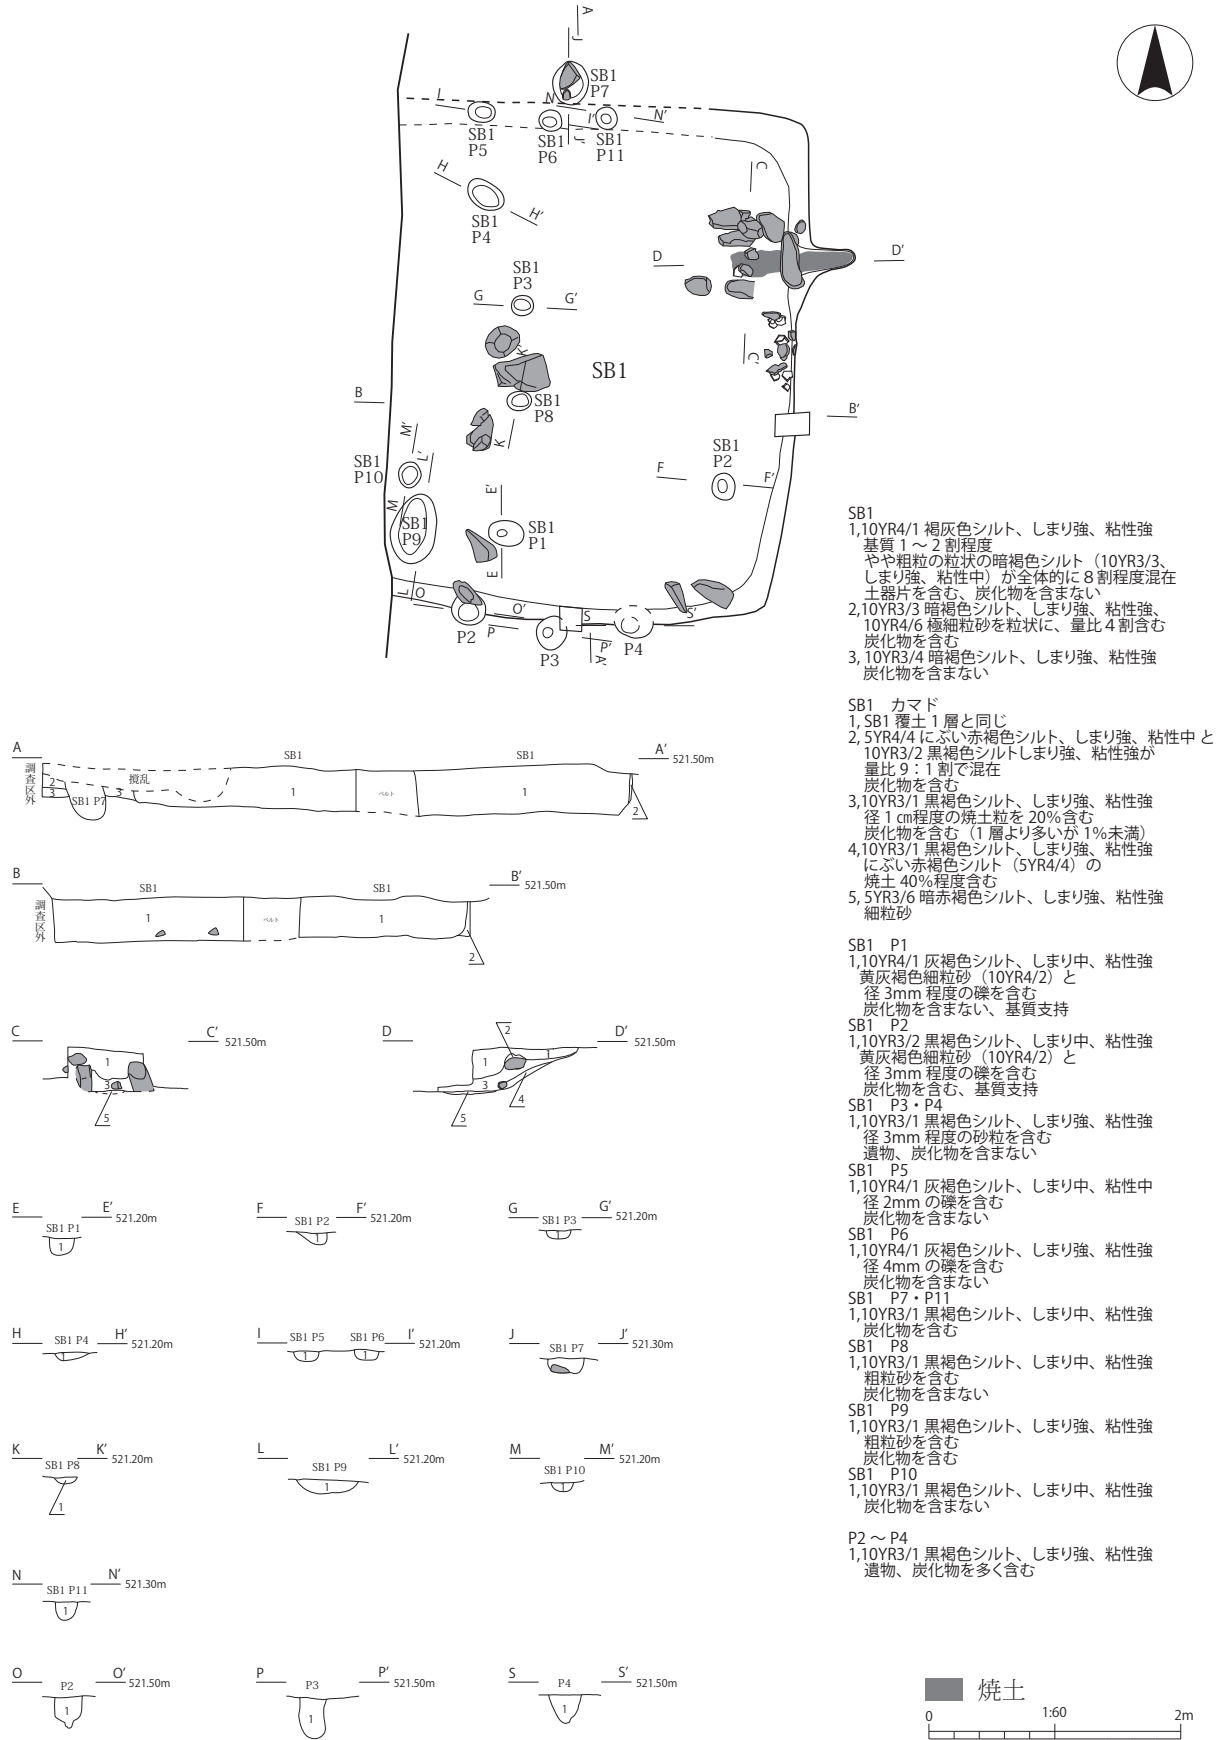 A
J
SB1
P7
L
N
I'
N'
J'
SB1
P5
SB1
P6
SB1
P11
H
H'
SB1
P4
C
D
D'
SB1
P3
G
G'
K'
C'
SB1
B
B'
SB1
P8
K
M'
L'
SB1
P10
SB1
P2
F
F'
E'
M
SB1
P9
SB1
P1
E
L
O
O'
S
S'
P2
P
P3
P'
A'
P4
SB1
1,10YR4/1 褐灰色シルト、しまり強、粘性強
基質 1 ～ 2 割程度
やや粗粒の粒状の暗褐色シルト（10YR3/3、
しまり強、粘性中）が全体的に 8 割程度混在
土器片を含む、炭化物を含まない
2,10YR3/3 暗褐色シルト、しまり強、粘性強、
10YR4/6 極細粒砂を粒状に、量比 4 割含む
炭化物を含む
3, 10YR3/4 暗褐色シルト、しまり強、粘性強
炭化物を含まない
SB1　カマド
1, SB1 覆土 1 層と同じ
2, 5YR4/4 にぶい赤褐色シルト、しまり強、粘性中 と
10YR3/2 黒褐色シルトしまり強、粘性強が
量比 9：1 割で混在
炭化物を含む
3,10YR3/1 黒褐色シルト、しまり強、粘性強
径 1 ㎝程度の焼土粒を 20％含む
炭化物を含む（1 層より多いが 1％未満）
4,10YR3/1 黒褐色シルト、しまり強、粘性強
にぶい赤褐色シルト（5YR4/4）の
焼土 40％程度含む
5, 5YR3/6 暗赤褐色シルト、しまり強、粘性強
細粒砂
SB1　P1
1,10YR4/1 灰褐色シルト、しまり中、粘性強
黄灰褐色細粒砂（10YR4/2）と
径 3mm 程度の礫を含む
炭化物を含まない、基質支持
SB1　P2
1,10YR3/2 黒褐色シルト、しまり中、粘性強
黄灰褐色細粒砂（10YR4/2）と
径 3mm 程度の礫を含む
炭化物を含む、基質支持
SB1　P3・P4
1,10YR3/1 黒褐色シルト、しまり強、粘性強
径 3mm 程度の砂粒を含む
遺物、炭化物を含まない
SB1　P5
1,10YR4/1 灰褐色シルト、しまり中、粘性中
径 2mm の礫を含む
炭化物を含まない
SB1　P6
1,10YR4/1 灰褐色シルト、しまり強、粘性強
径 4mm の礫を含む
炭化物を含まない
SB1　P7・P11
1,10YR3/1 黒褐色シルト、しまり中、粘性強
炭化物を含む
SB1　P8
1,10YR3/1 黒褐色シルト、しまり中、粘性強
粗粒砂を含む
炭化物を含まない
SB1　P9
1,10YR3/1 黒褐色シルト、しまり強、粘性強
粗粒砂を含む
炭化物を含む
SB1　P10
1,10YR3/1 黒褐色シルト、しまり中、粘性強
炭化物を含まない
P2 ～ P4
1,10YR3/1 黒褐色シルト、しまり強、粘性強
遺物、炭化物を多く含む
A　SB1　SB1　A' 521.50m
調査区外
2
3
SB1 P7
3
撹乱
1
ベルト
1
2
B　SB1　SB1　B' 521.50m
調査区外
1
ベルト
1
2
C　C' 521.50m
1
3
5
D　D' 521.50m
2
1
1
3
4
5
E　E' 521.20m
SB1 P1
1
F　F' 521.20m
SB1 P2
1
G　G' 521.20m
SB1 P3
1
H　H' 521.20m
SB1 P4
1
I　SB1 P5　SB1 P6　I' 521.20m
1
1
J　J' 521.30m
SB1 P7
K　K' 521.20m
SB1 P8
1
L　L' 521.20m
SB1 P9
1
M　M' 521.20m
SB1 P10
1
N　N' 521.30m
SB1 P11
1
O　O' 521.50m
P2
1
P　P' 521.50m
P3
1
S　S' 521.50m
P4
1
焼土
0　1:60　2m